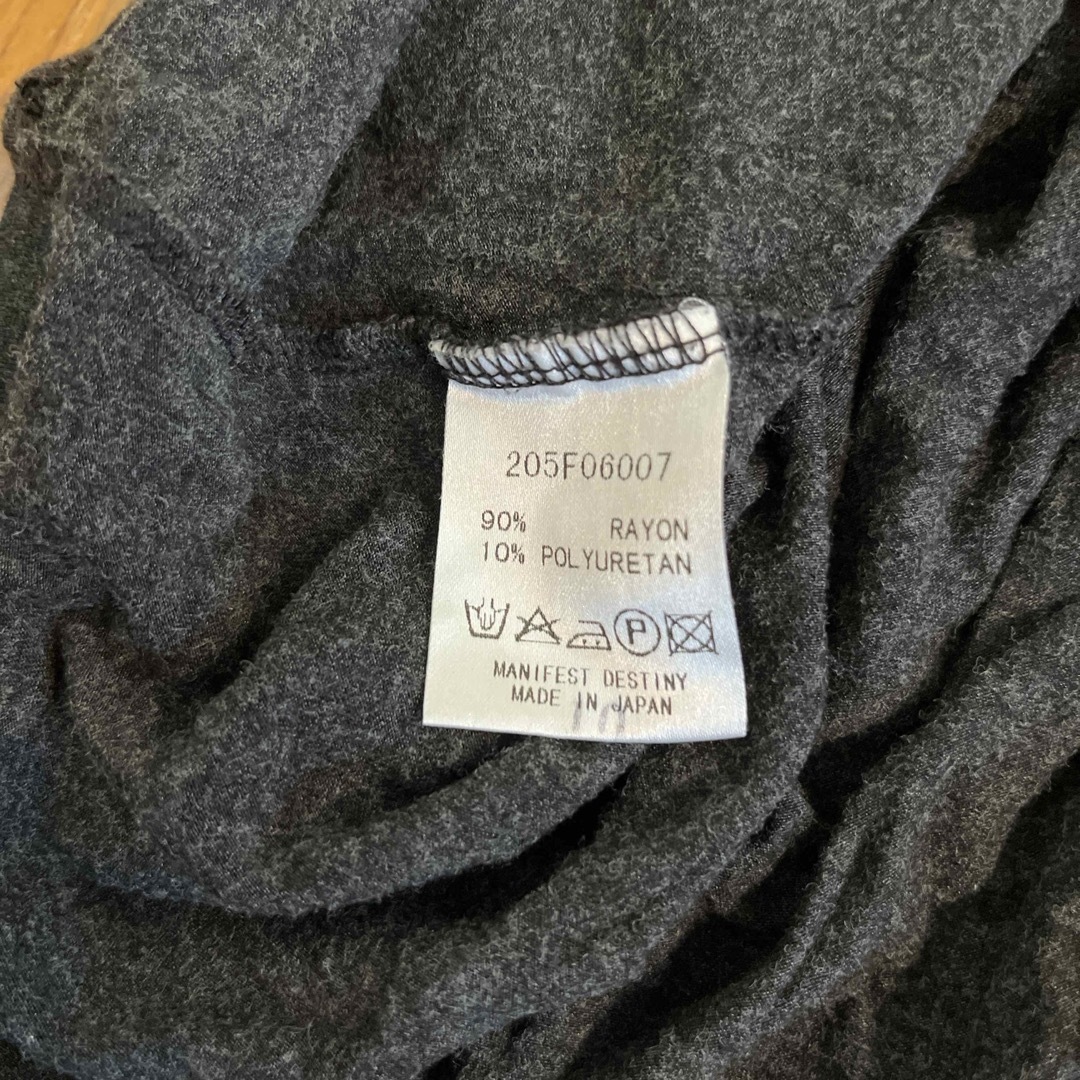 205F06007
90% RAYON
10% POLYURETAN
P
MANIFEST DESTINY
MADE IN JAPAN